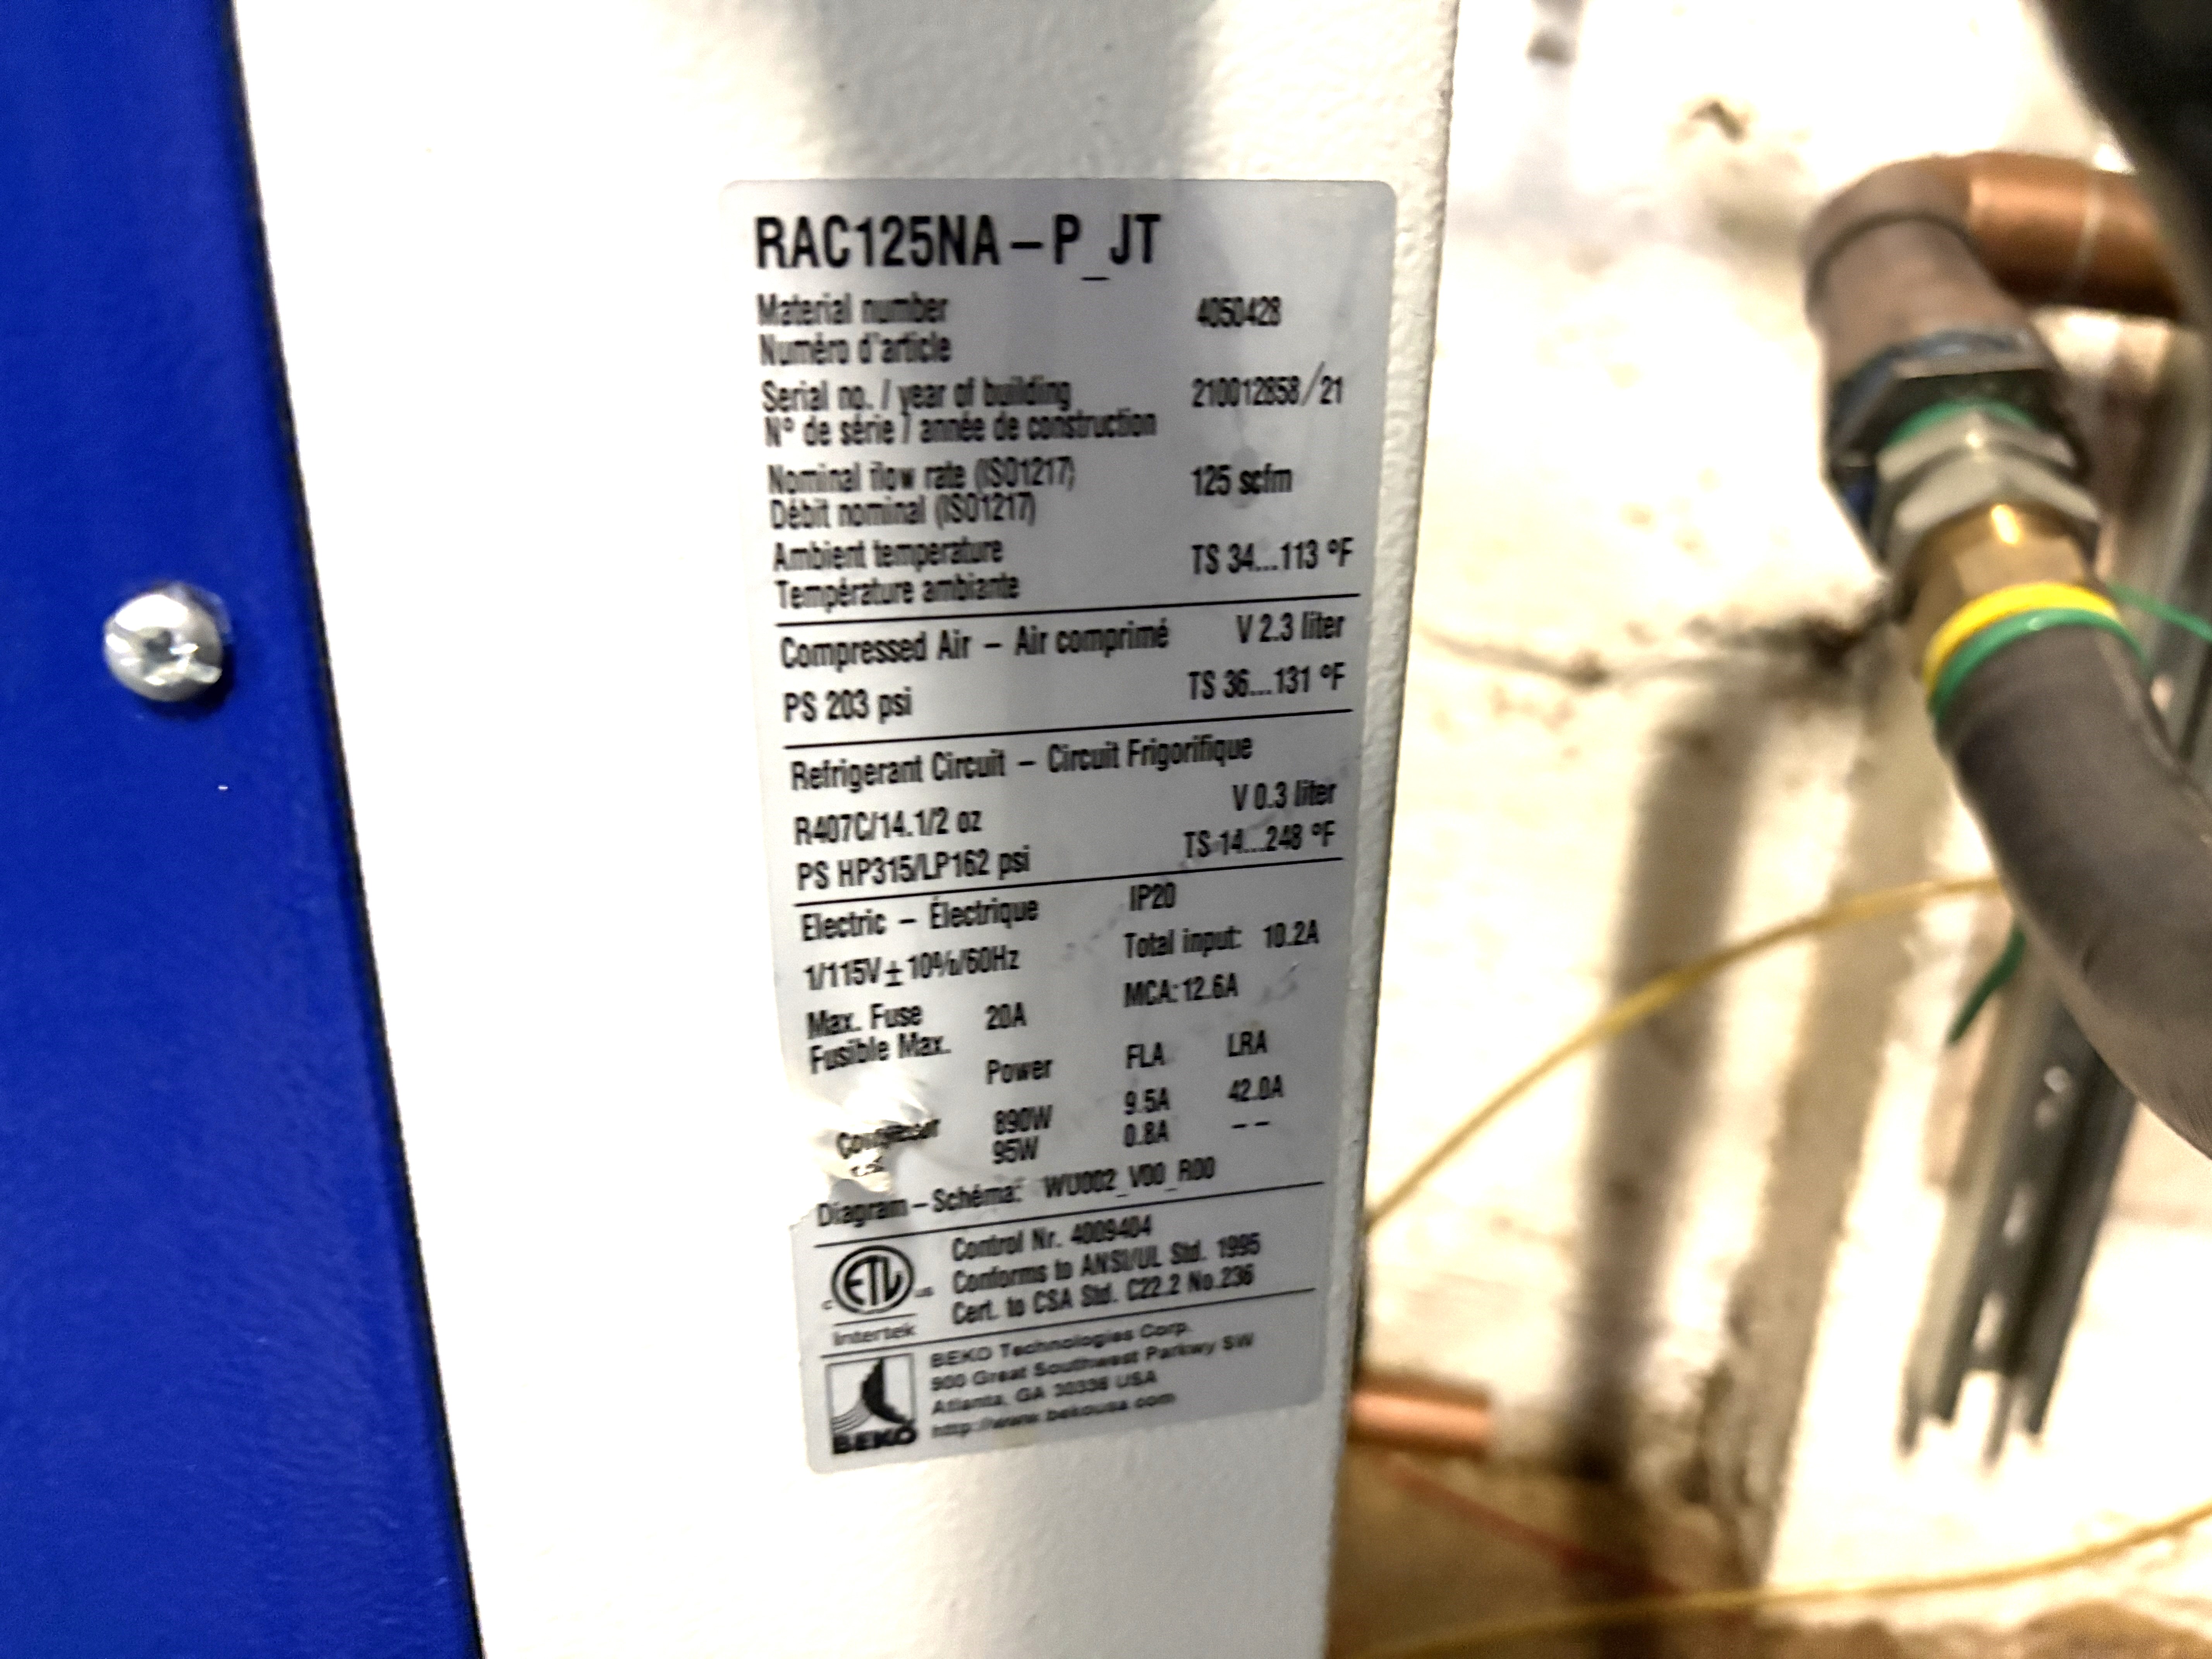 RAC125NA – P_JT
Material number 4050428
Numéro d'article
Serial no. / year of building 210012858/21
N° de série / année de construction
Nominal flow rate (ISO1217) 125 scfm
Débit nominal (ISO1217)
Ambient temperature TS 34...113 °F
Température ambiante
Compressed Air – Air comprimé V 2.3 liter
PS 203 psi TS 36...131 °F
Refrigerant Circuit – Circuit Frigorifique
R407C/14.1/2 oz V 0.3 liter
PS HP315/LP162 psi TS 14...248 °F
Electric – Électrique IP20
1/115V ± 10%/60Hz Total input: 10.2A
Max. Fuse 20A MCA: 12.6A
Fusible Max.
Power FLA LRA
890W 9.5A 42.0A
95W 0.8A – –
Diagram – Schéma: WU002_V00_R00
ETL
C US
Intertek
Control Nr. 4009404
Conforms to ANSI/UL Std. 1995
Cert. to CSA Std. C22.2 No.236
BEKO
BEKO Technologies Corp.
900 Great Southwest Parkwy SW
Atlanta, GA 30336 USA
http://www.bekousa.com